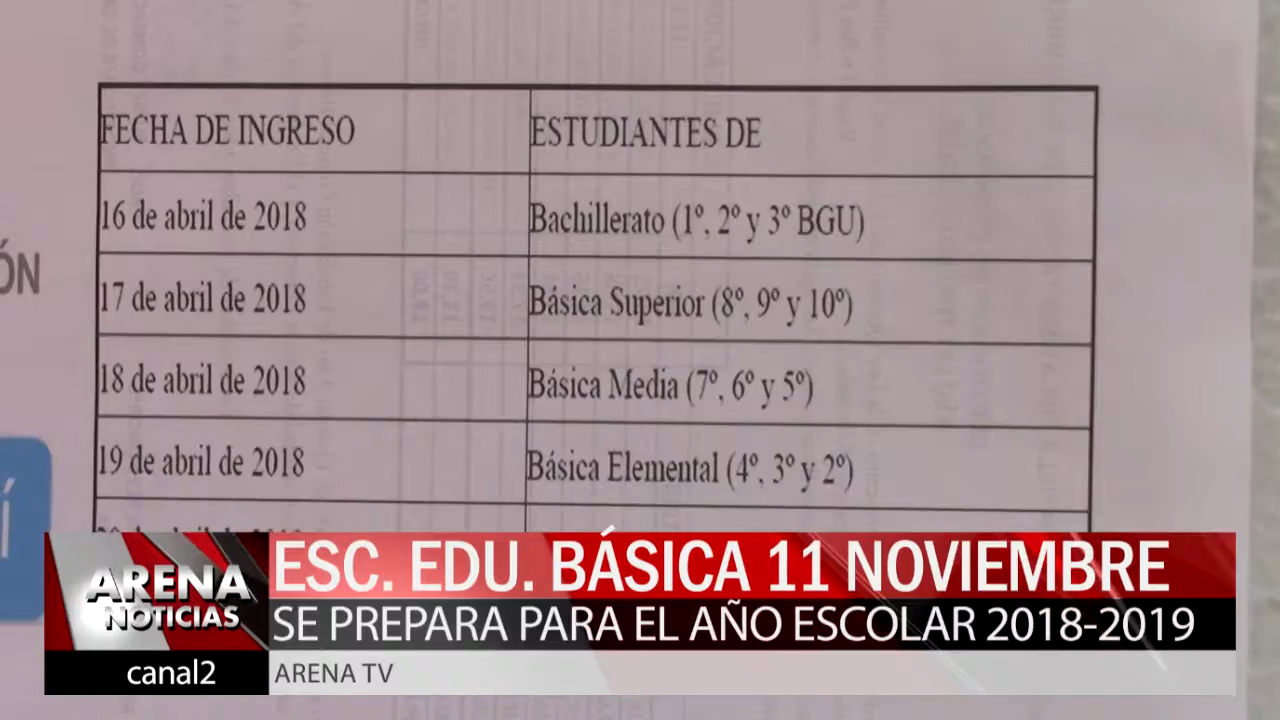 FECHA DE INGRESO ESTUDIANTES DE
16 de abril de 2018 Bachillerato (1º, 2º y 3º BGU)
17 de abril de 2018 Básica Superior (8º, 9º y 10º)
18 de abril de 2018 Básica Media (7º, 6º y 5º)
19 de abril de 2018 Básica Elemental (4º, 3º y 2º)
ÓN
Í
ESC. EDU. BÁSICA 11 NOVIEMBRE
SE PREPARA PARA EL AÑO ESCOLAR 2018-2019
ARENA
NOTICIAS
canal2
ARENA TV